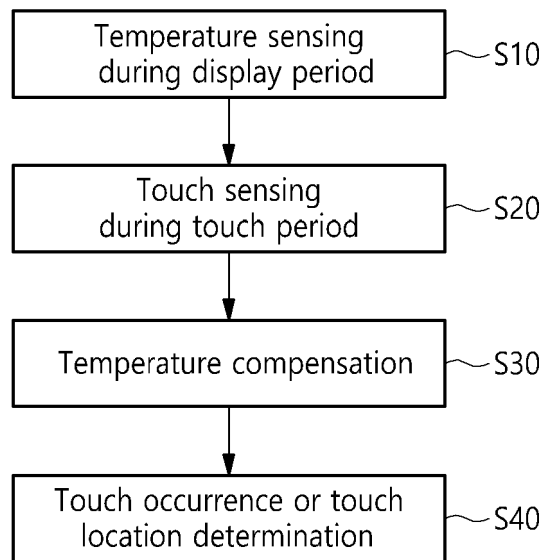 Temperature sensing
during display period
S10
Touch sensing
during touch period
S20
Temperature compensation
S30
Touch occurrence or touch
location determination
S40